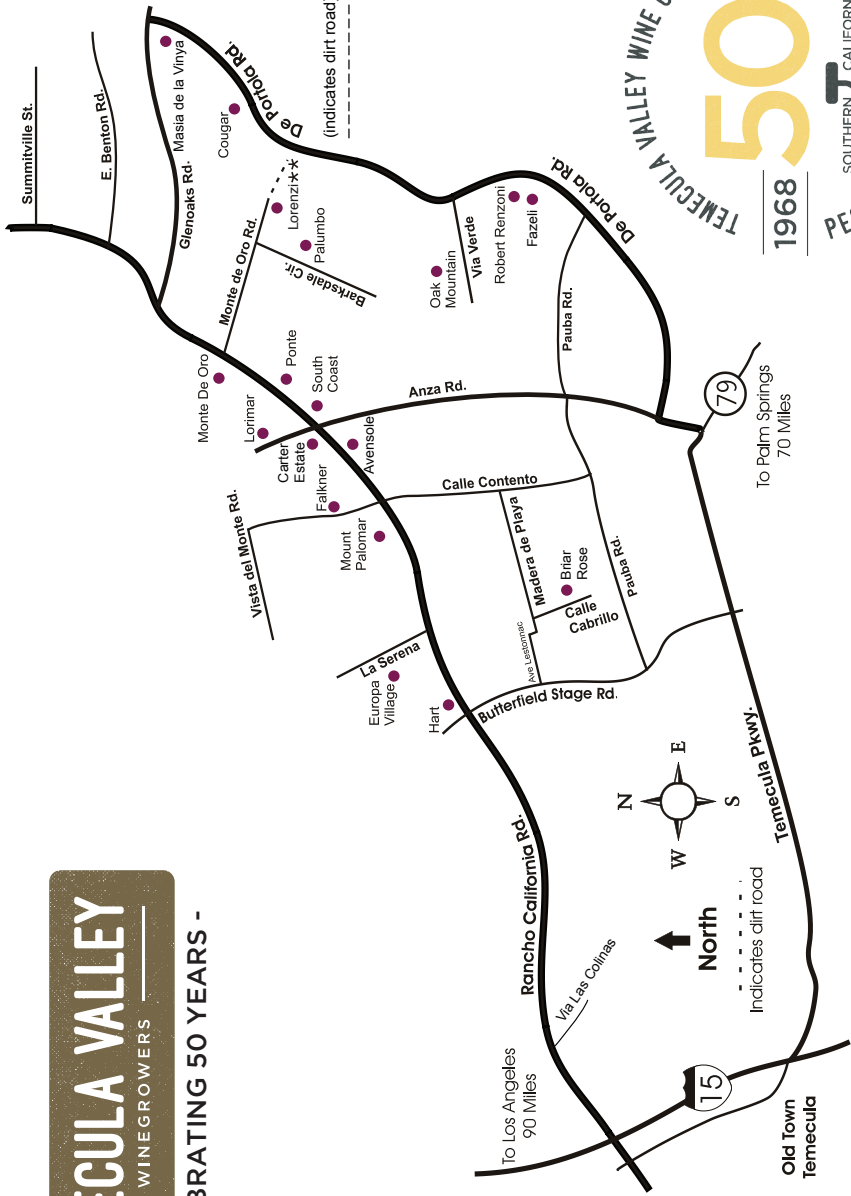 ECULA VALLEY
WINEGROWERS
BRATING 50 YEARS -
Summitville St.
E. Benton Rd.
Glenoaks Rd.
Masia de la Vinya
Cougar
De Portola Rd.
(indicates dirt road)
Monte de Oro Rd.
Lorenzi**
Palumbo
Barksdale Cir.
Monte De Oro
Ponte
South
Coast
Lorimar
Carter
Estate
Avensole
Falkner
Mount
Palomar
Vista del Monte Rd.
Anza Rd.
Calle Contento
Oak
Mountain
Via Verde
Robert Renzoni
Fazeli
De Portola Rd.
Pauba Rd.
Madera de Playa
Briar
Rose
Calle
Cabrillo
Pauba Rd.
Ave Lestonnac
La Serena
Europa
Village
Hart
Butterfield Stage Rd.
Rancho California Rd.
Via Las Colinas
To Los Angeles
90 Miles
15
Old Town
Temecula
Temecula Pkwy.
79
To Palm Springs
70 Miles
N
W
E
S
North
Indicates dirt road
TEMECULA VALLEY WINE
1968
50
SOUTHERN
CALIFORN
PES